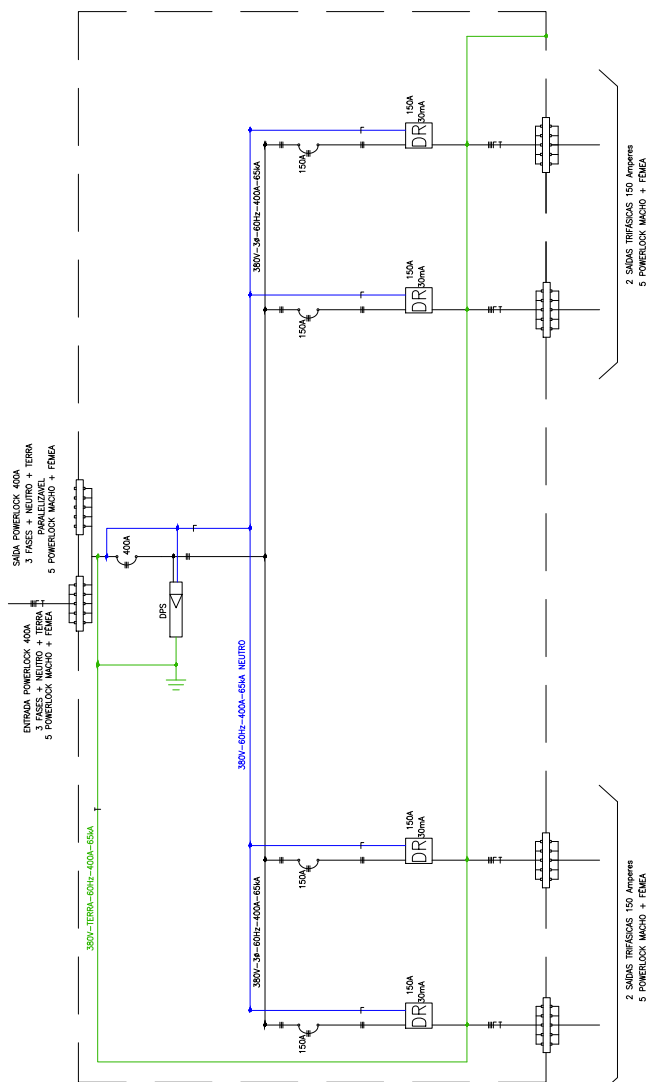 ENTRADA POWERLOCK 400A
3 FASES + NEUTRO + TERRA
5 POWERLOCK MACHO + FÊMEA
SAÍDA POWERLOCK 400A
3 FASES + NEUTRO + TERRA
PARALELIZAVEL
5 POWERLOCK MACHO + FÊMEA
400A
DPS
380V-TERRA-60Hz-400A-65kA
380V-60Hz-400A-65kA NEUTRO
380V-3ø-60Hz-400A-65kA
380V-3ø-60Hz-400A-65kA
150A
150A
30mA
DR
150A
150A
30mA
DR
150A
150A
30mA
DR
150A
150A
30mA
DR
2 SAÍDAS TRIFÁSICAS 150 Amperes
5 POWERLOCK MACHO + FÊMEA
2 SAÍDAS TRIFÁSICAS 150 Amperes
5 POWERLOCK MACHO + FÊMEA